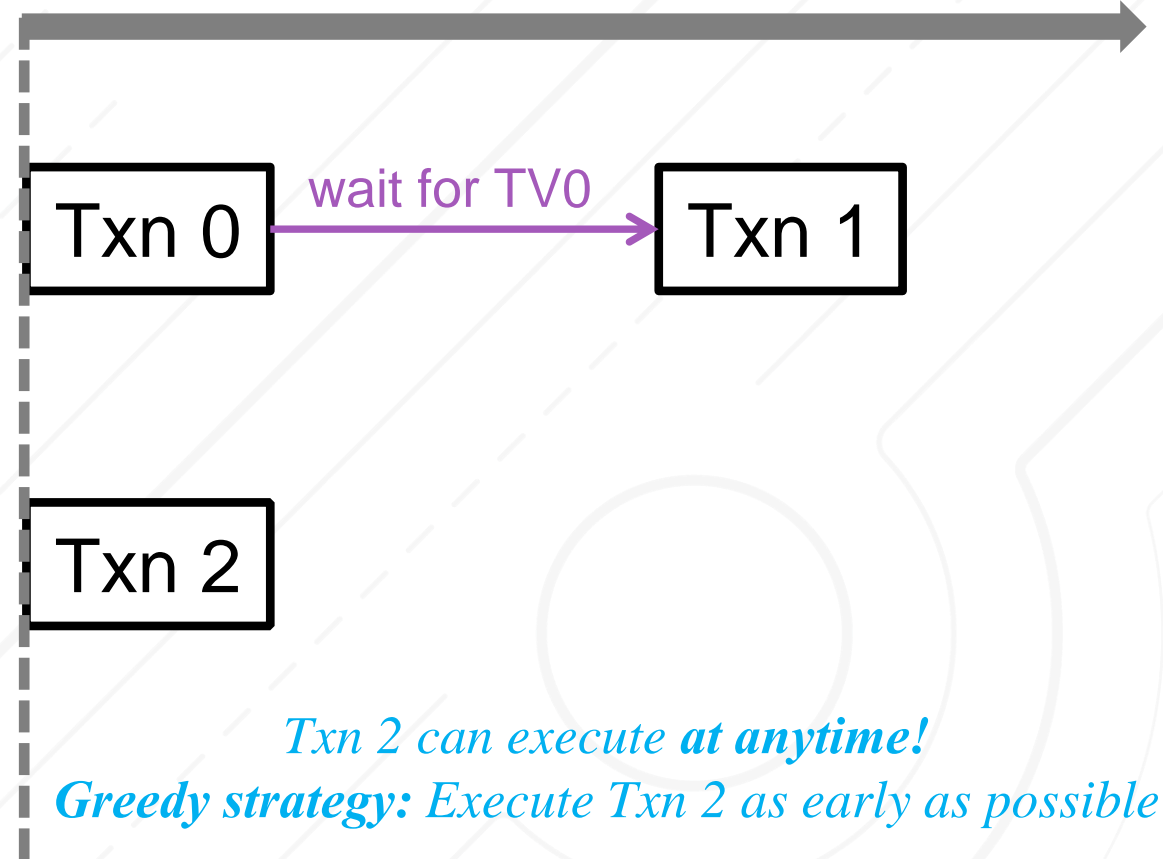 wait for TV0
Txn 0
Txn 1
Txn 2
Txn 2 can execute at anytime!
Greedy strategy: Execute Txn 2 as early as possible